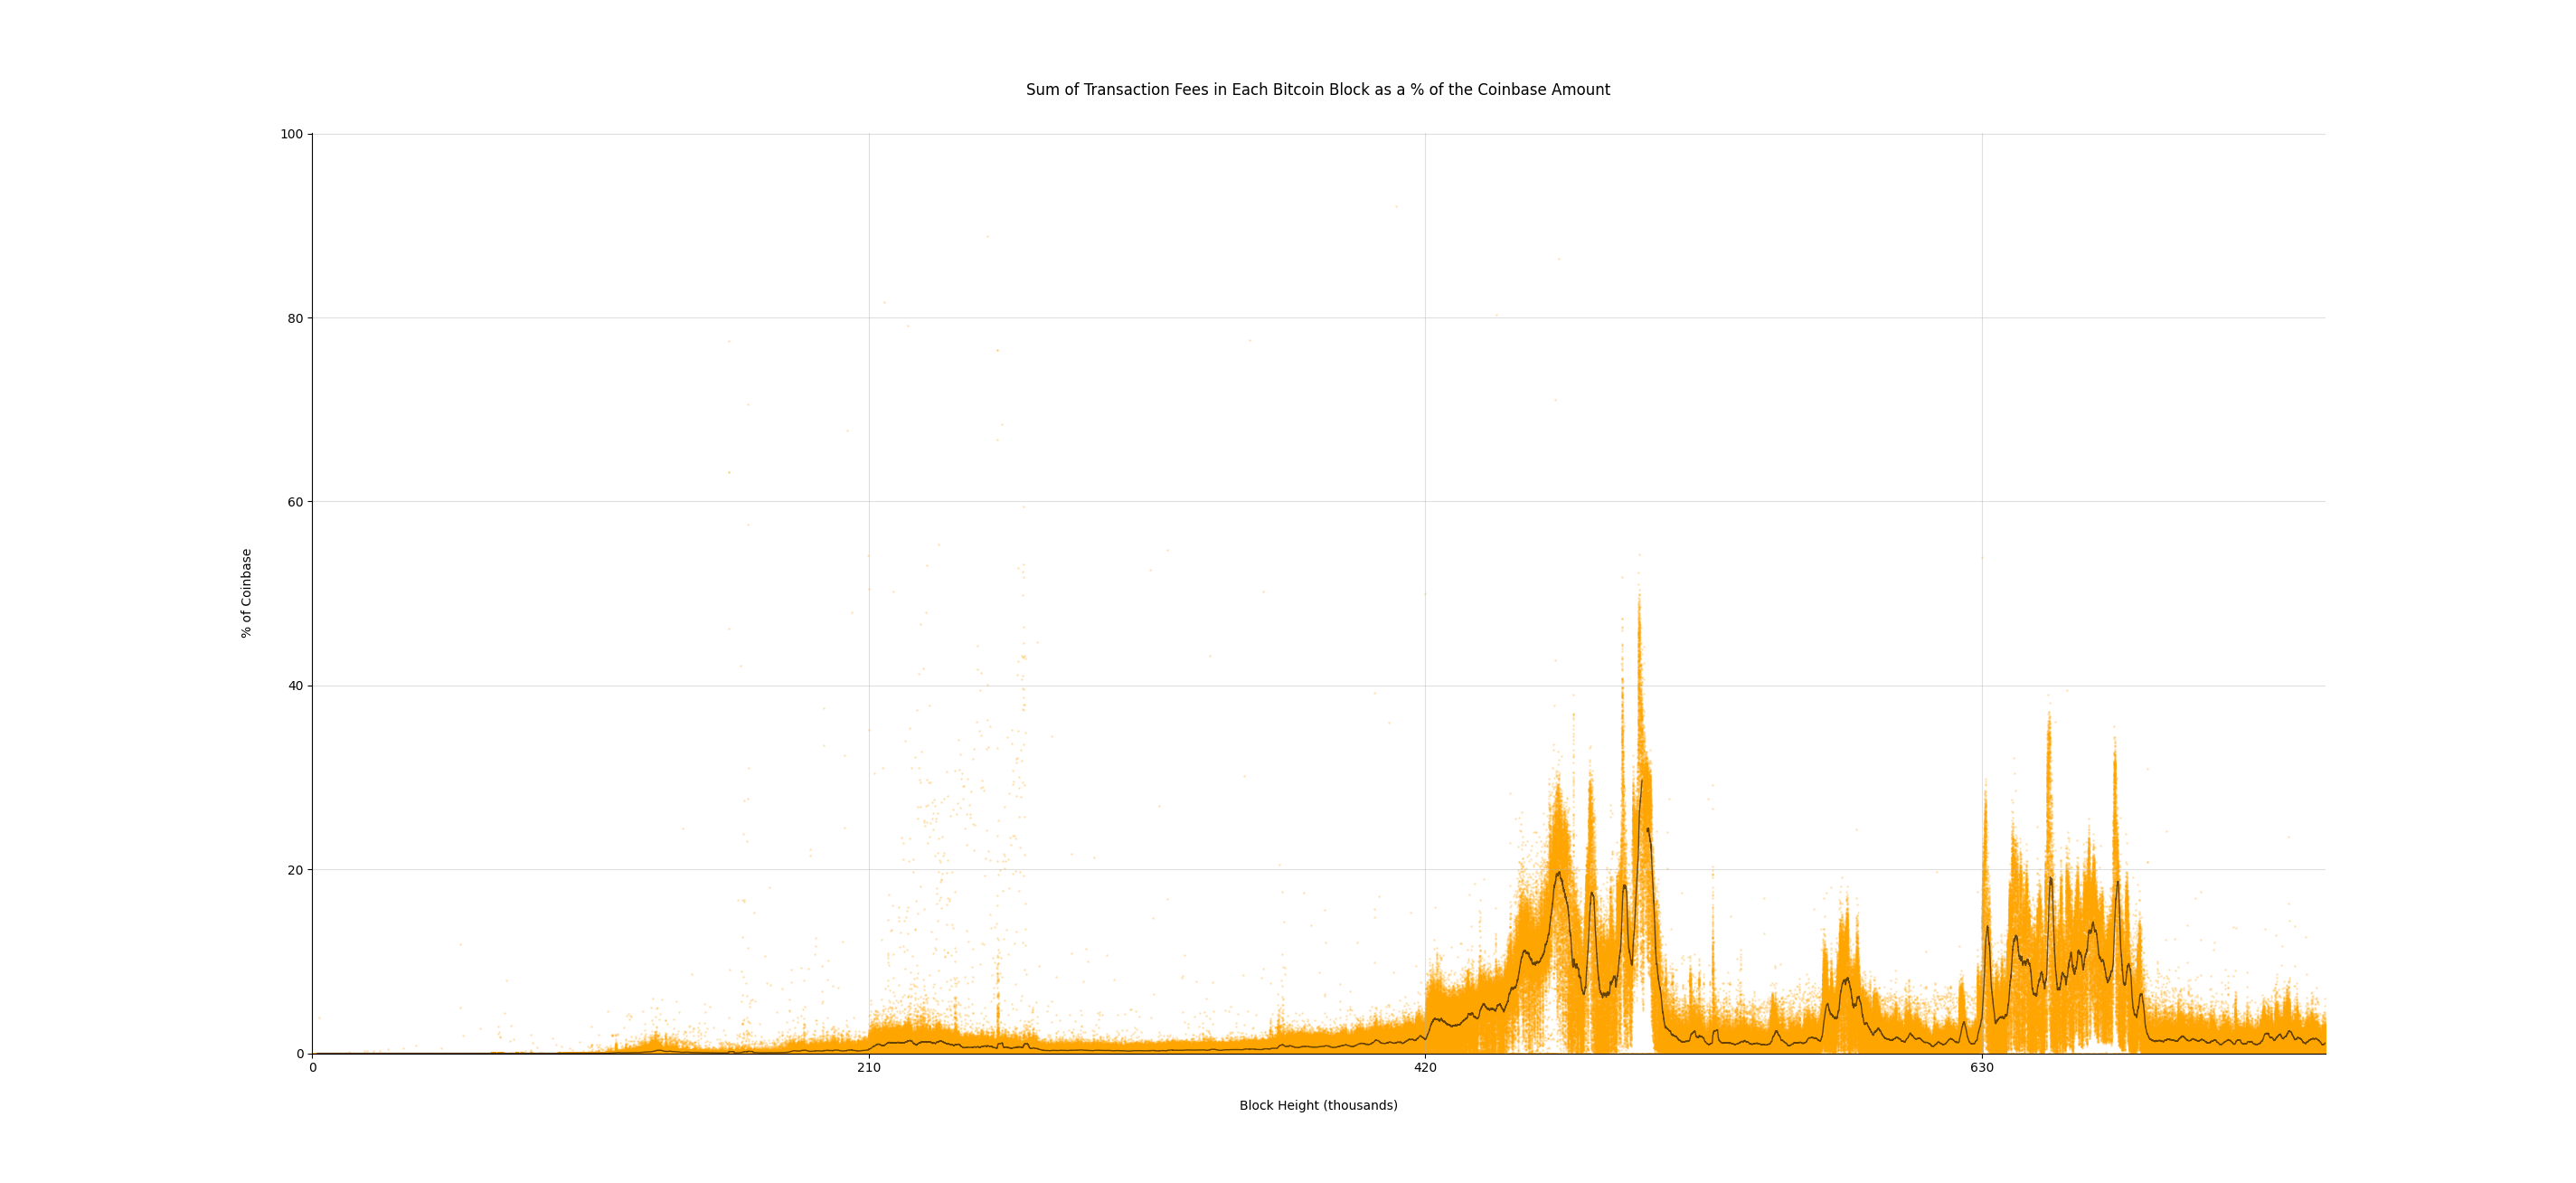 Sum of Transaction Fees in Each Bitcoin Block as a % of the Coinbase Amount
100
80
60
40
20
0
% of Coinbase
0 210 420 630
Block Height (thousands)